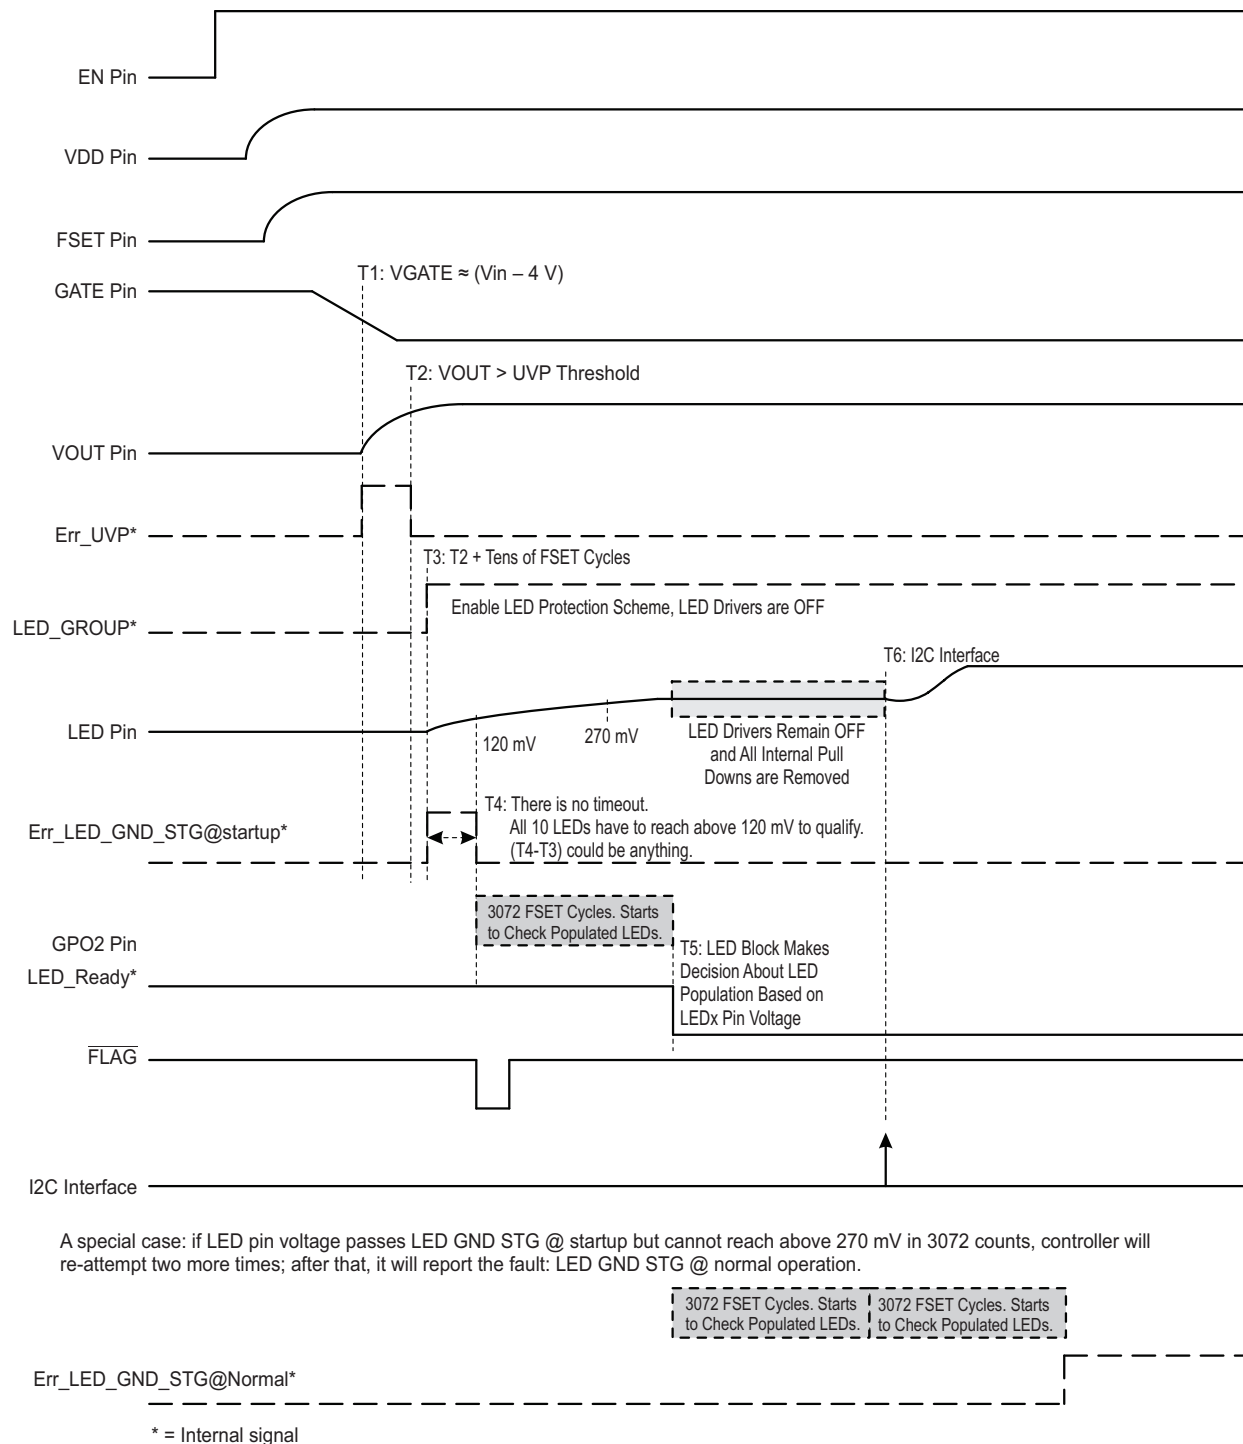 EN Pin
VDD Pin
FSET Pin
T1: VGATE ≈ (Vin – 4 V)
GATE Pin
T2: VOUT > UVP Threshold
VOUT Pin
Err_UVP*
T3: T2 + Tens of FSET Cycles
Enable LED Protection Scheme, LED Drivers are OFF
LED_GROUP*
T6: I2C Interface
LED Pin
120 mV
270 mV
LED Drivers Remain OFF
and All Internal Pull
Downs are Removed
T4: There is no timeout.
All 10 LEDs have to reach above 120 mV to qualify.
(T4-T3) could be anything.
Err_LED_GND_STG@startup*
3072 FSET Cycles. Starts
to Check Populated LEDs.
GPO2 Pin
LED_Ready*
T5: LED Block Makes
Decision About LED
Population Based on
LEDx Pin Voltage
FLAG
I2C Interface
A special case: if LED pin voltage passes LED GND STG @ startup but cannot reach above 270 mV in 3072 counts, controller will
re-attempt two more times; after that, it will report the fault: LED GND STG @ normal operation.
3072 FSET Cycles. Starts
to Check Populated LEDs.
3072 FSET Cycles. Starts
to Check Populated LEDs.
Err_LED_GND_STG@Normal*
* = Internal signal